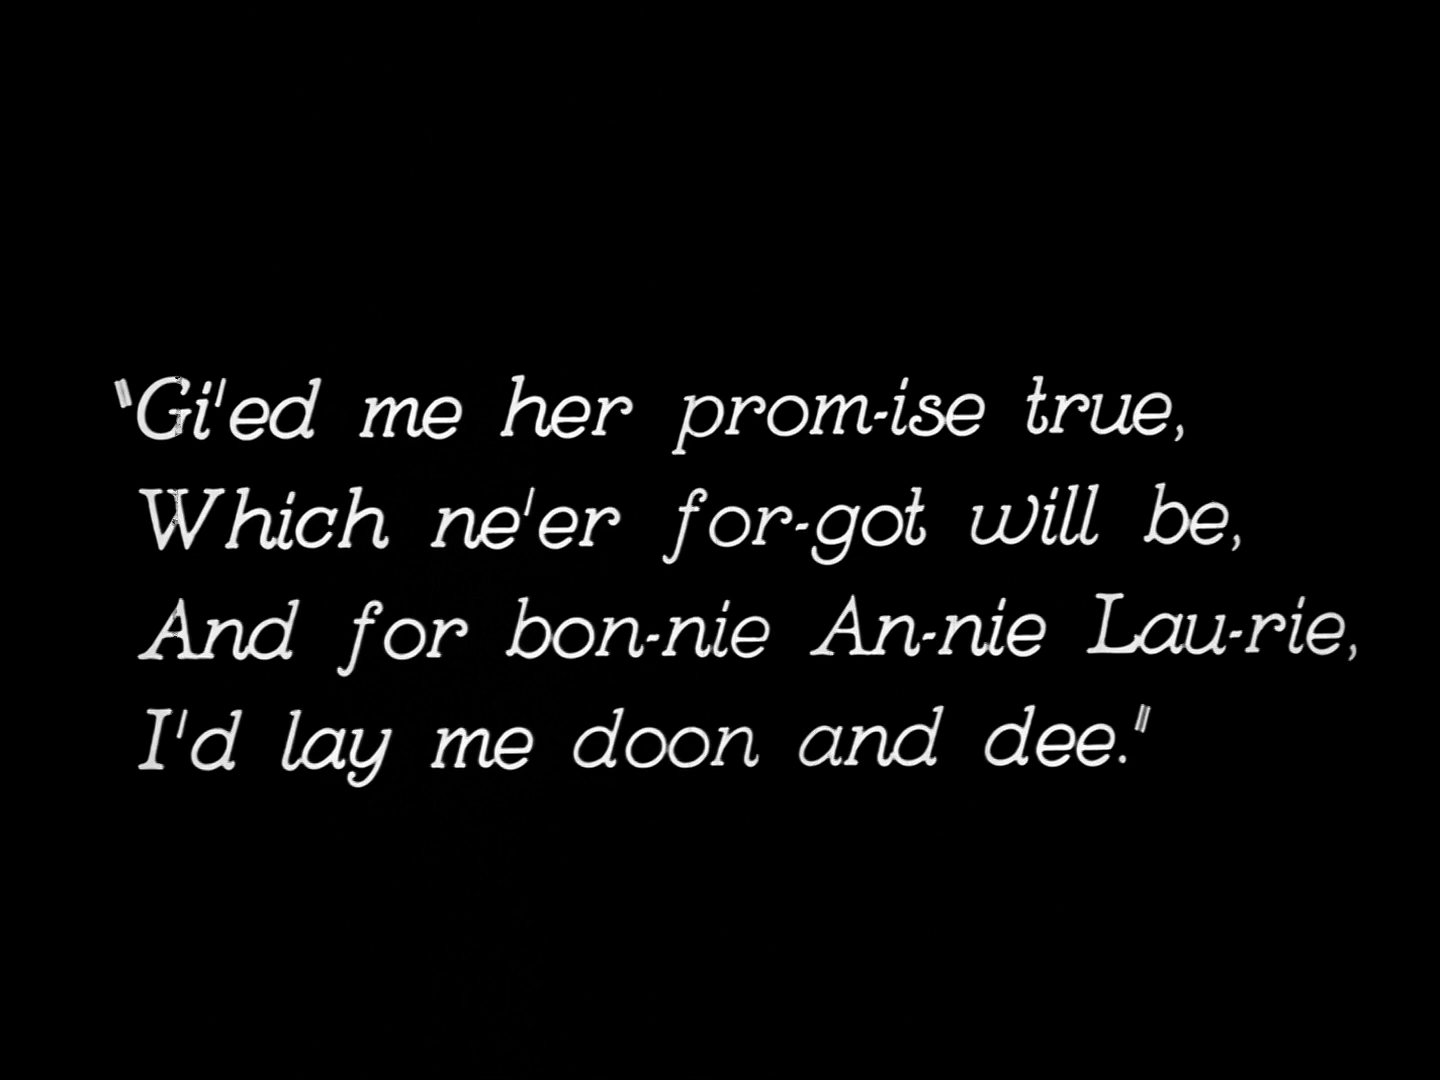 "Gi'ed me her prom-ise true,
Which ne'er for-got will be,
And for bon-nie An-nie Lau-rie,
I'd lay me doon and dee."